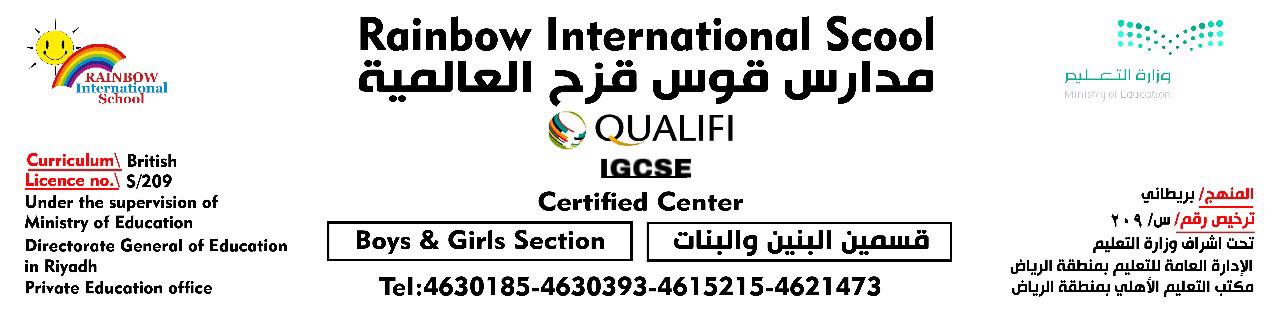 RAINBOW
International
School
Rainbow International Scool
مدارس قوس قزح العالمية
وزارة التعـــليم
Ministry of Education
QUALIFI
IGCSE
Certified Center
Curriculum\ British
Licence no.\ S/209
Under the supervision of
Ministry of Education
Directorate General of Education
in Riyadh
Private Education office
Boys & Girls Section
قسمين البنين والبنات
Tel:4630185-4630393-4615215-4621473
المنهج/ بريطاني
ترخيص رقم/ س/ ٢٠٩
تحت اشراف وزارة التعليم
الإدارة العامة للتعليم بمنطقة الرياض
مكتب التعليم الأهلي بمنطقة الرياض